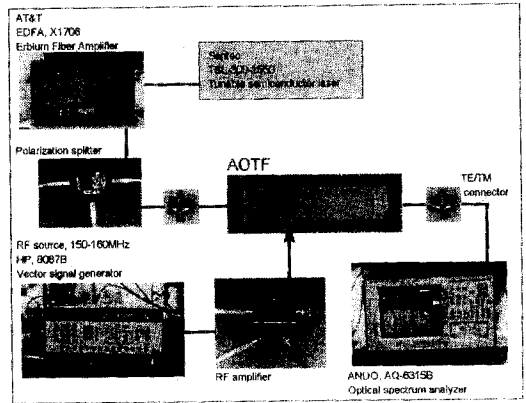 AT&T
EDFA, X1706
Erbium Fiber Amplifier
Santec
Tunable semiconductor laser
Polarization splitter
AOTF
TE/TM
connector
RF source, 150-160MHz
HP, 8087B
Vector signal generator
RF amplifier
ANDO, AQ-6315B
Optical spectrum analyzer